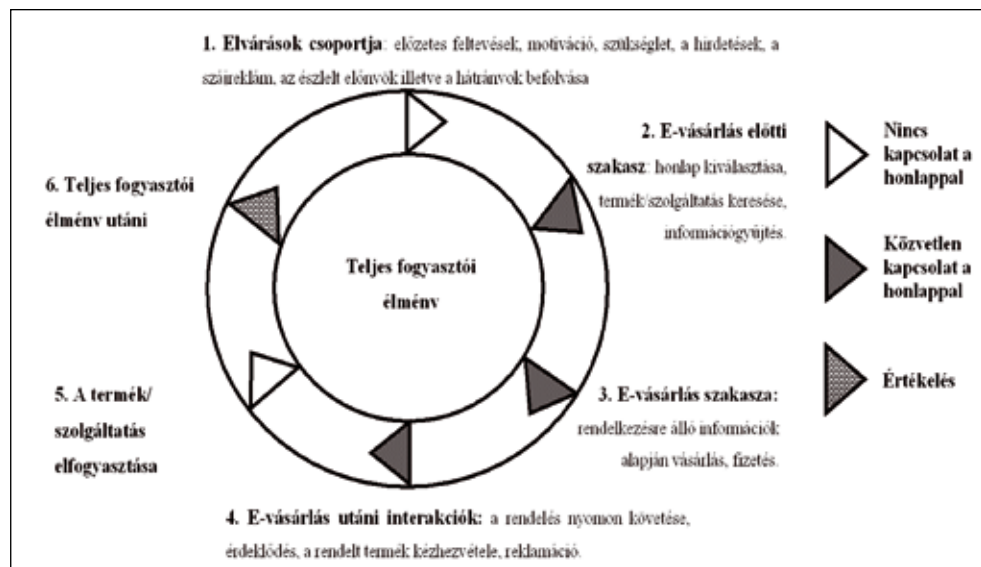 1. Elvárások csoportja: előzetes feltevések, motiváció, szükséglet, a hirdetések, a
szájreklám, az észlelt előnyök illetve a hátrányok befolvása
2. E-vásárlás előtti
szakasz: honlap kiválasztása,
termék/szolgáltatás keresése,
információgyűjtés.
3. E-vásárlás szakasza:
rendelkezésre álló információk
alapján vásárlás, fizetés.
4. E-vásárlás utáni interakciók: a rendelés nyomon követése,
érdeklődés, a rendelt termék kézhezvétele, reklamáció.
5. A termék/
szolgáltatás
elfogyasztása
6. Teljes fogyasztói
élménv utáni
Teljes fogyasztói
élménv
Nincs
kapcsolat a
honlappal
Közvetlen
kapcsolat a
honlappal
Értékelés